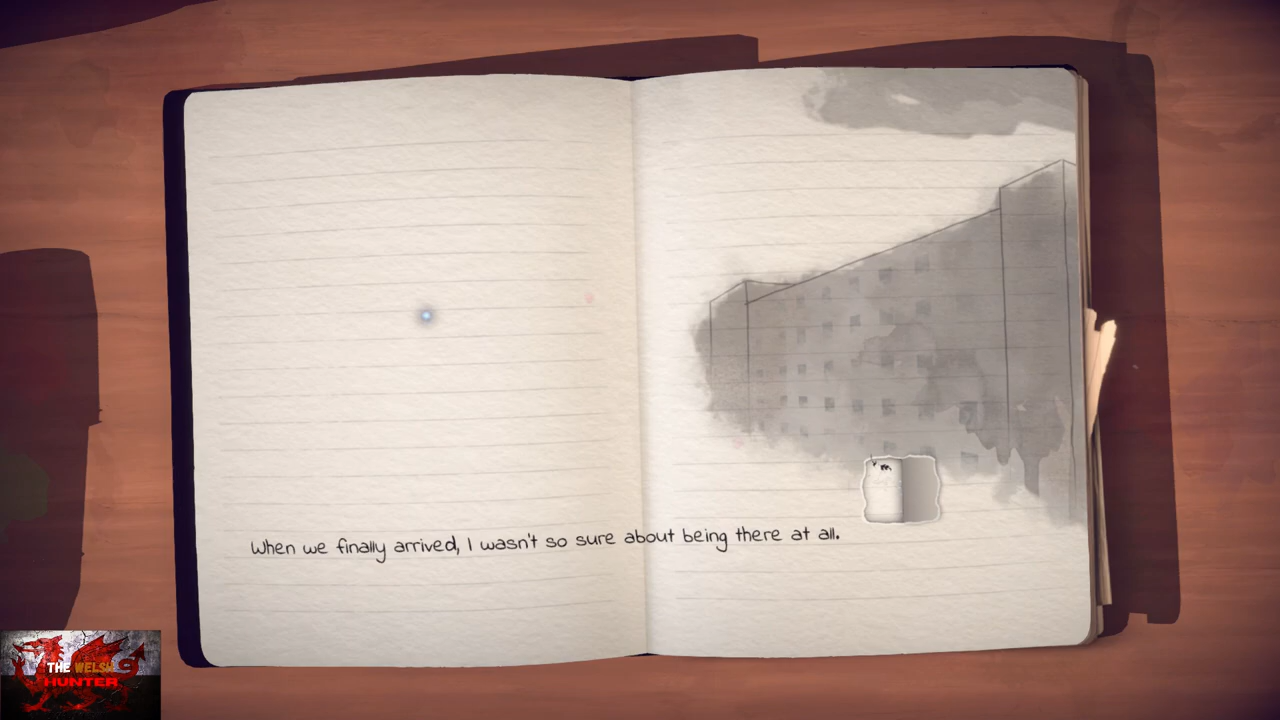 When we finally arrived, I wasn't so sure about being there at all.
THE WELSH
HUNTER